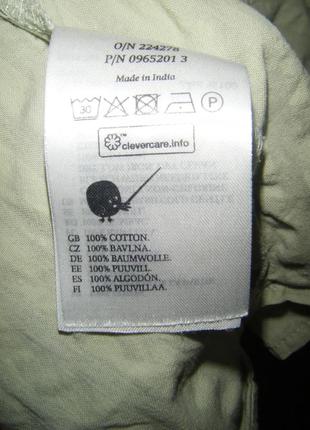 O/N 224278
P/N 0965201 3
Made in India
30 P
clevercare.info
GB 100% COTTON.
CZ 100% BAVLNA.
DE 100% BAUMWOLLE.
EE 100% PUUVILL.
ES 100% ALGODÓN.
FI 100% PUUVILLAA.